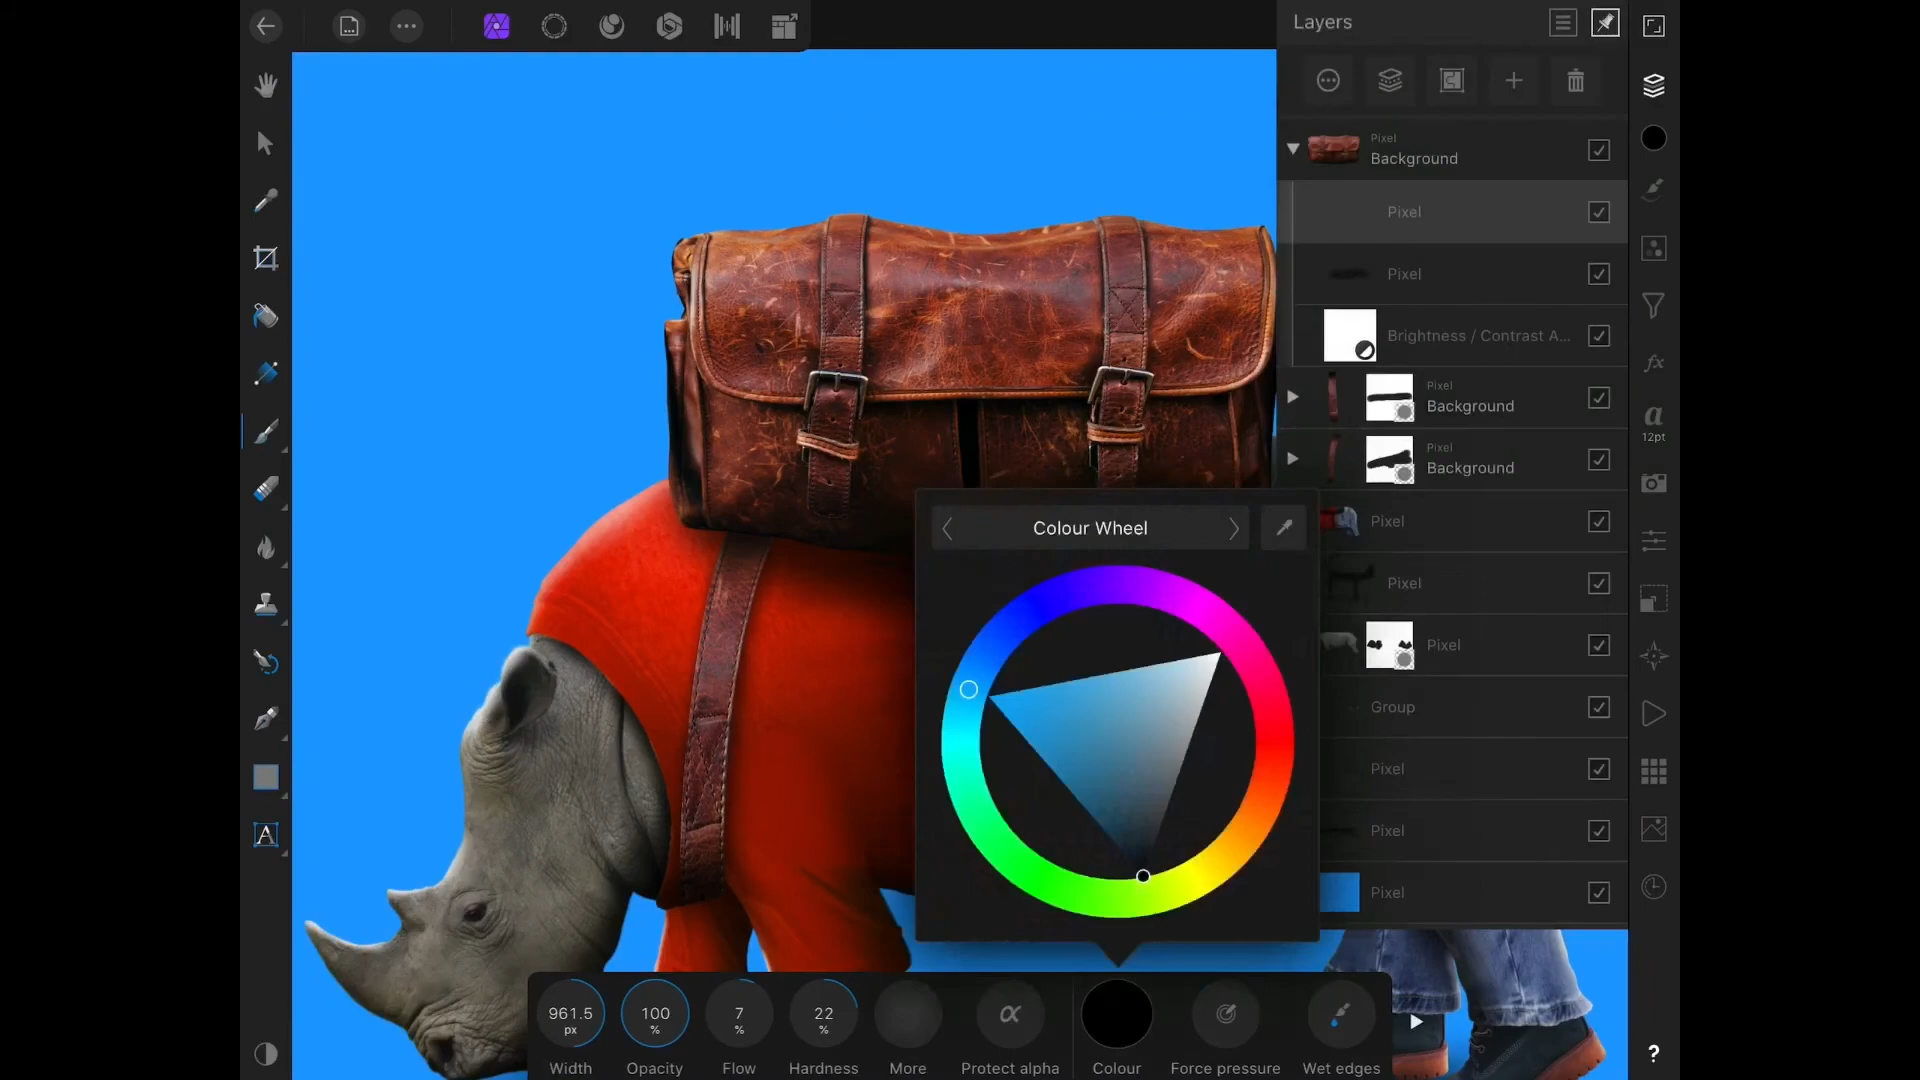 Layers
Pixel
Background
Pixel
Pixel
Brightness / Contrast A...
Pixel
Background
Pixel
Background
Pixel
Pixel
Pixel
Group
Pixel
Pixel
Pixel
a
12pt
A
Colour Wheel
961.5
px
Width
100
%
Opacity
7
%
Flow
22
%
Hardness
More
α
Protect alpha
Colour
Force pressure
Wet edges
fx
?